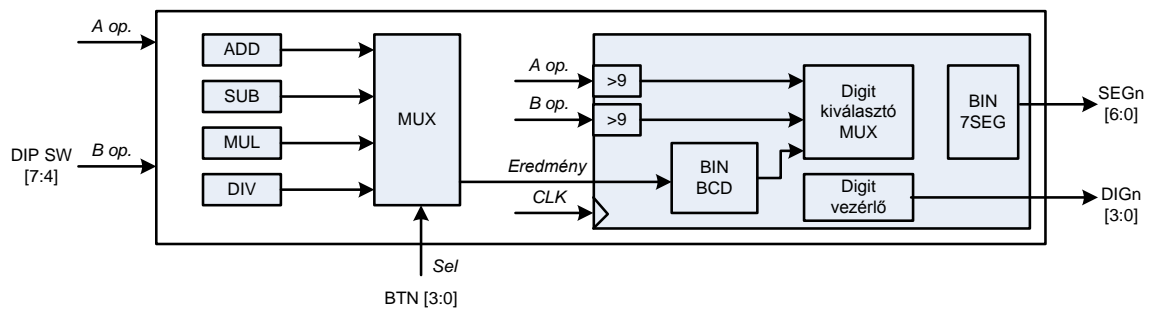 A op.
B op.
DIP SW
[7:4]
ADD
SUB
MUL
DIV
MUX
Sel
BTN [3:0]
A op.
>9
B op.
>9
Eredmény
CLK
BIN
BCD
Digit
kiválasztó
MUX
Digit
vezérlő
BIN
7SEG
SEGn
[6:0]
DIGn
[3:0]